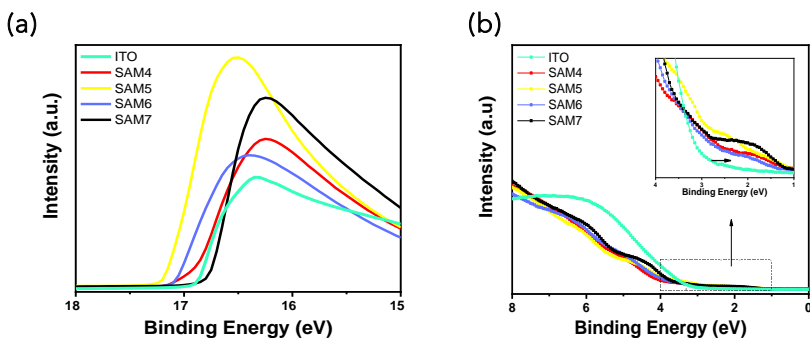 (a)
Intensity (a.u.)
ITO
SAM4
SAM5
SAM6
SAM7
18 17 16 15
Binding Energy (eV)
(b)
Intensity (a.u)
ITO
SAM4
SAM5
SAM6
SAM7
4 3 2 1
Binding Energy (eV)
8 6 4 2 0
Binding Energy (eV)